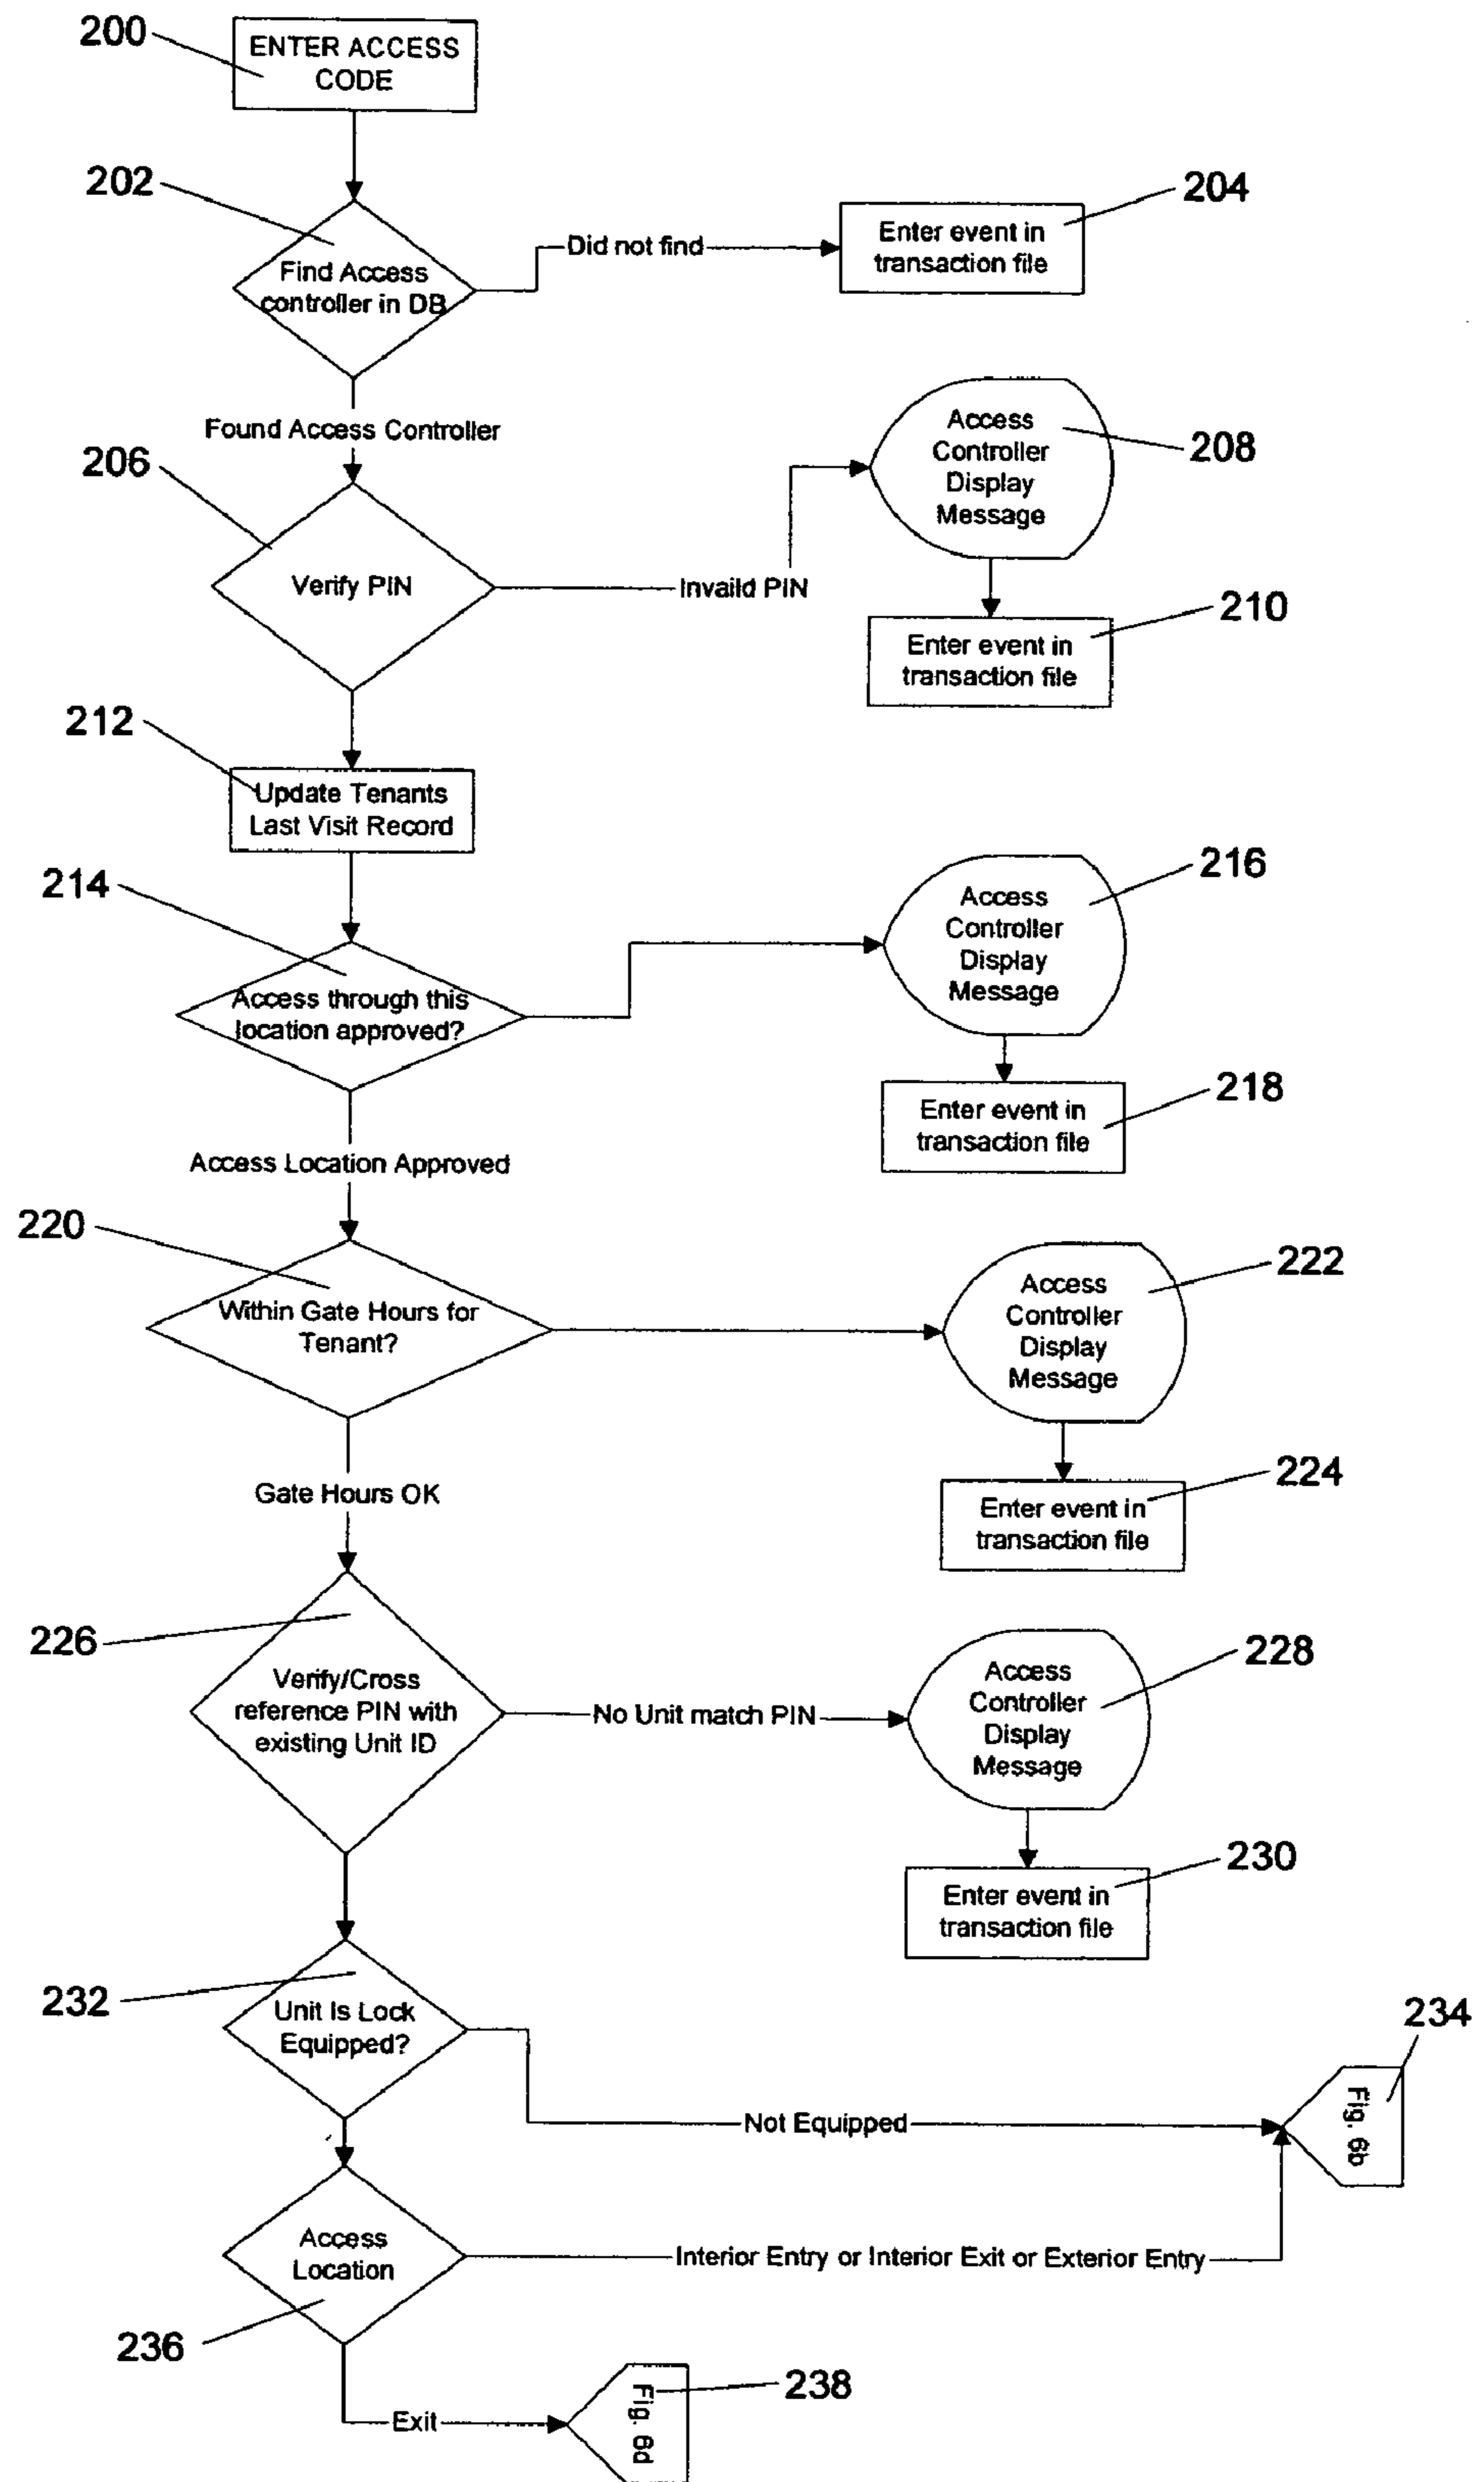 200
ENTER ACCESS
CODE
202
204
Find Access
controller in DB
Did not find
Enter event in
transaction file
Found Access Controller
206
Verify PIN
Invaild PIN
Access
Controller
Display
Message
208
Enter event in
transaction file
210
212
Update Tenants
Last Visit Record
214
Access through this
location approved?
Access
Controller
Display
Message
216
Enter event in
transaction file
218
Access Location Approved
220
Within Gate Hours for
Tenant?
Access
Controller
Display
Message
222
Enter event in
transaction file
224
Gate Hours OK
226
Verify/Cross
reference PIN with
existing Unit ID
No Unit match PIN
Access
Controller
Display
Message
228
Enter event in
transaction file
230
232
Unit Is Lock
Equipped?
Not Equipped
234
Fig. 6b
Access
Location
236
Interior Entry or Interior Exit or Exterior Entry
Exit
Fig. 6d
238